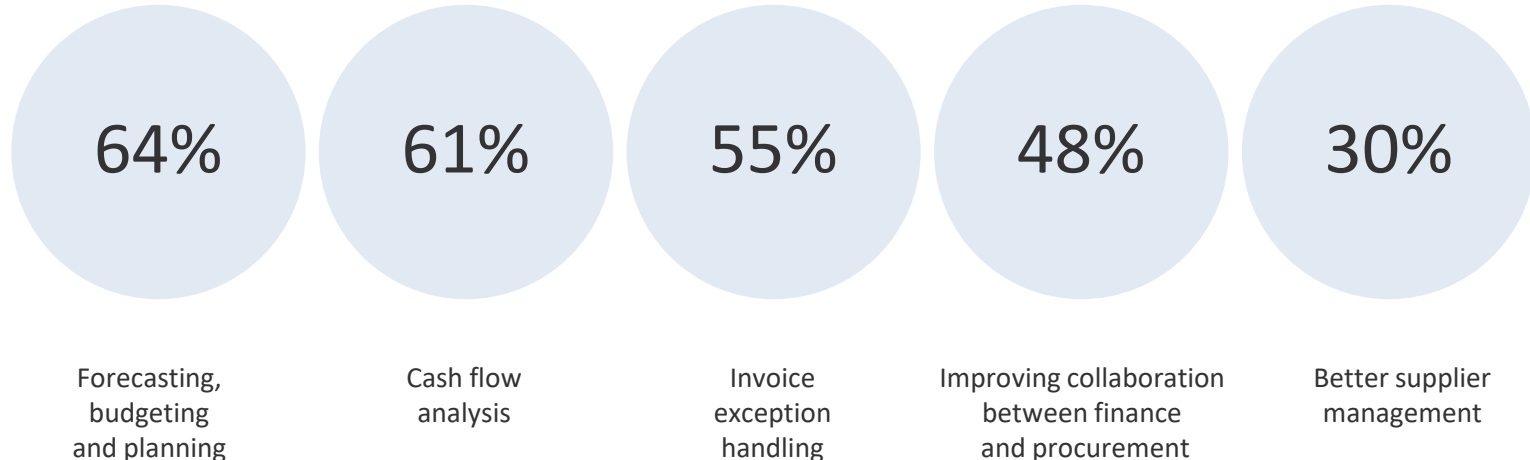 64%
61%
55%
48%
30%
Forecasting,
budgeting
and planning
Cash flow
analysis
Invoice
exception
handling
Improving collaboration
between finance
and procurement
Better supplier
management